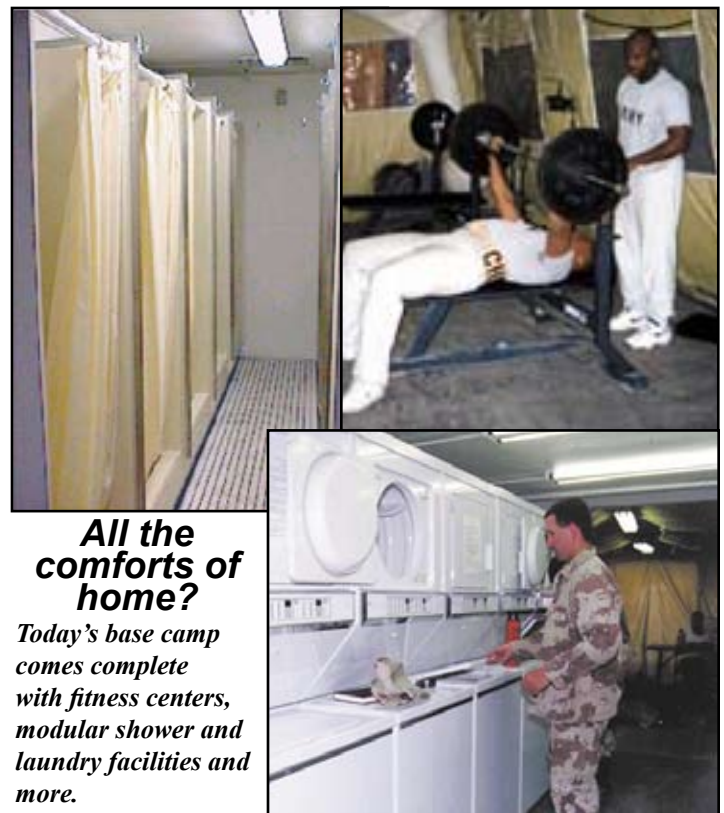 All the
comforts of
home?
Today's base camp
comes complete
with fitness centers,
modular shower and
laundry facilities and
more.